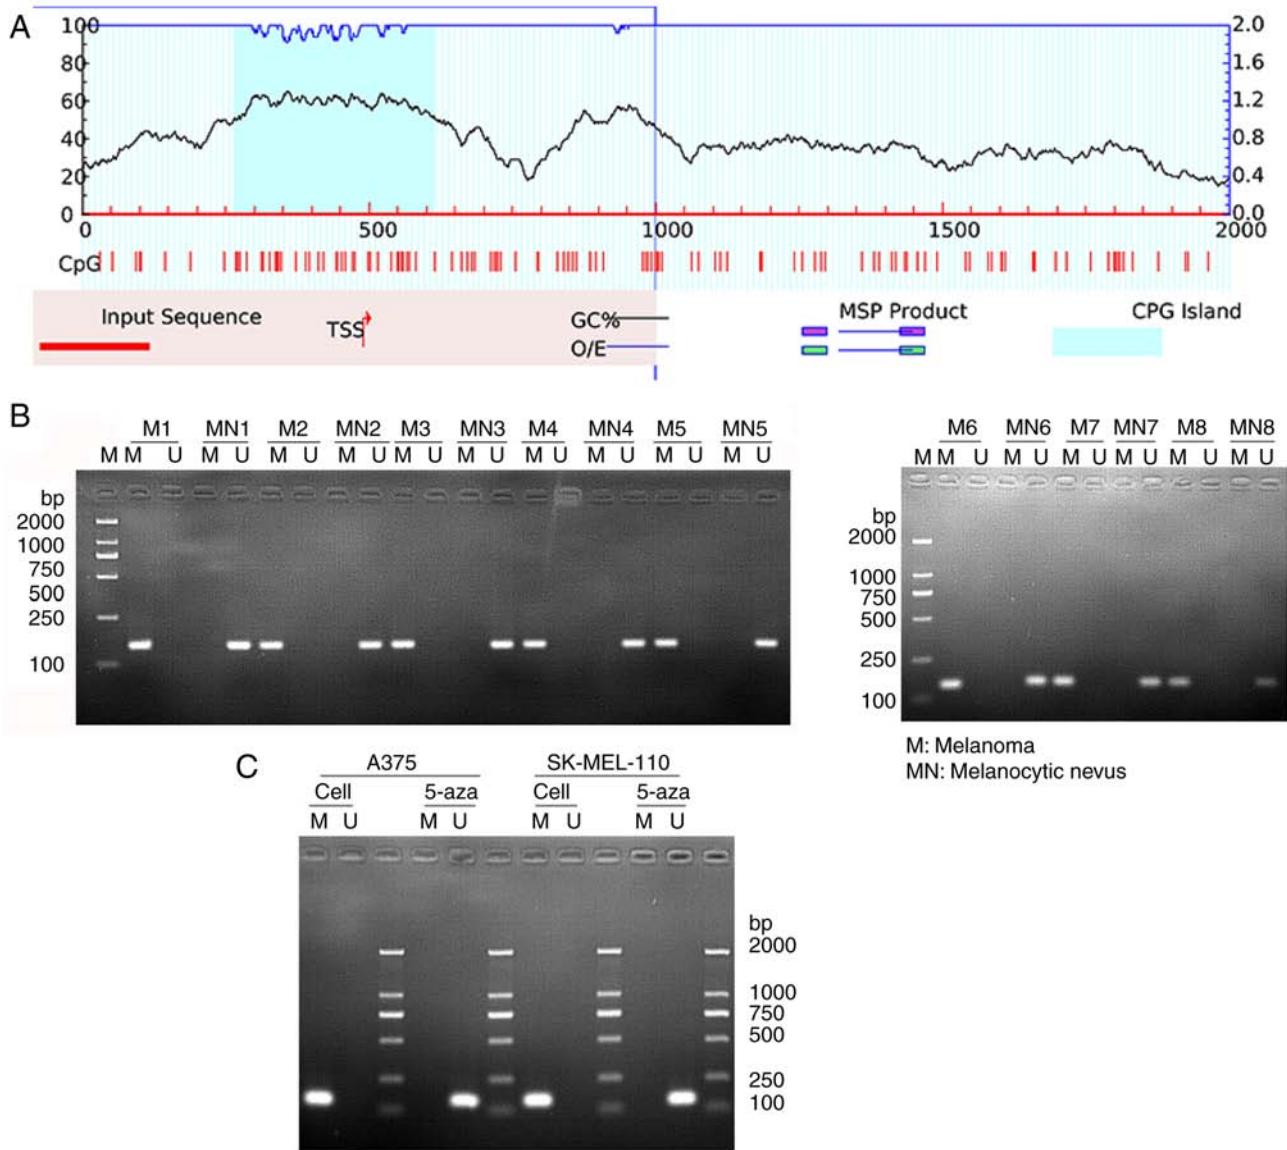 A
100 80 60 40 20 0
2.0 1.6 1.2 0.8 0.4 0.0
0 500 1000 1500 2000
CpG
Input Sequence TSS GC% MSP Product CPG Island
O/E
B
M1 MN1 M2 MN2 M3 MN3 M4 MN4 M5 MN5
M M U M U M U M U M U M U M U M U M U M U
bp
2000
1000
750
500
250
100
M6 MN6 M7 MN7 M8 MN8
M M U M U M U M U M U M U
bp
2000
1000
750
500
250
100
M: Melanoma
MN: Melanocytic nevus
C
A375 SK-MEL-110
Cell 5-aza Cell 5-aza
M U M U M U M U
bp
2000
1000
750
500
250
100